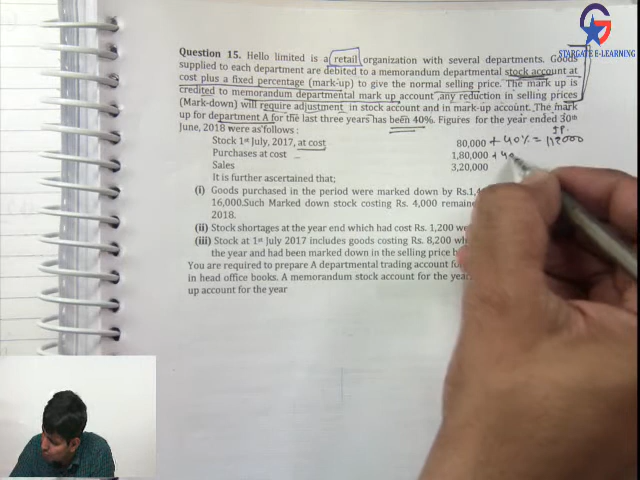 STARGATE E-LEARNING
Question 15. Hello limited is a retail organization with several departments. Goods
supplied to each department are debited to a memorandum departmental stock account at
cost plus a fixed percentage (mark-up) to give the normal selling price. The mark up is
credited to memorandum departmental mark up account, any reduction in selling prices
(Mark-down) will require adjustment in stock account and in mark-up account. The mark
up for department A for the last three years has been 40%. Figures for the year ended 30th
June, 2018 were as follows :
Stock 1st July, 2017, at cost 80,000 + 40% =
Purchases at cost 1,80,000 +
Sales 3,20,000
It is further ascertained that;
(i) Goods purchased in the period were marked down by Rs.1,4
16,000.Such Marked down stock costing Rs. 4,000 remaine
2018.
(ii) Stock shortages at the year end which had cost Rs. 1,200 w
(iii) Stock at 1st July 2017 includes goods costing Rs. 8,200 wh
the year and had been marked down in the selling price b
You are required to prepare A departmental trading account fo
in head office books. A memorandum stock account for the yea
up account for the year